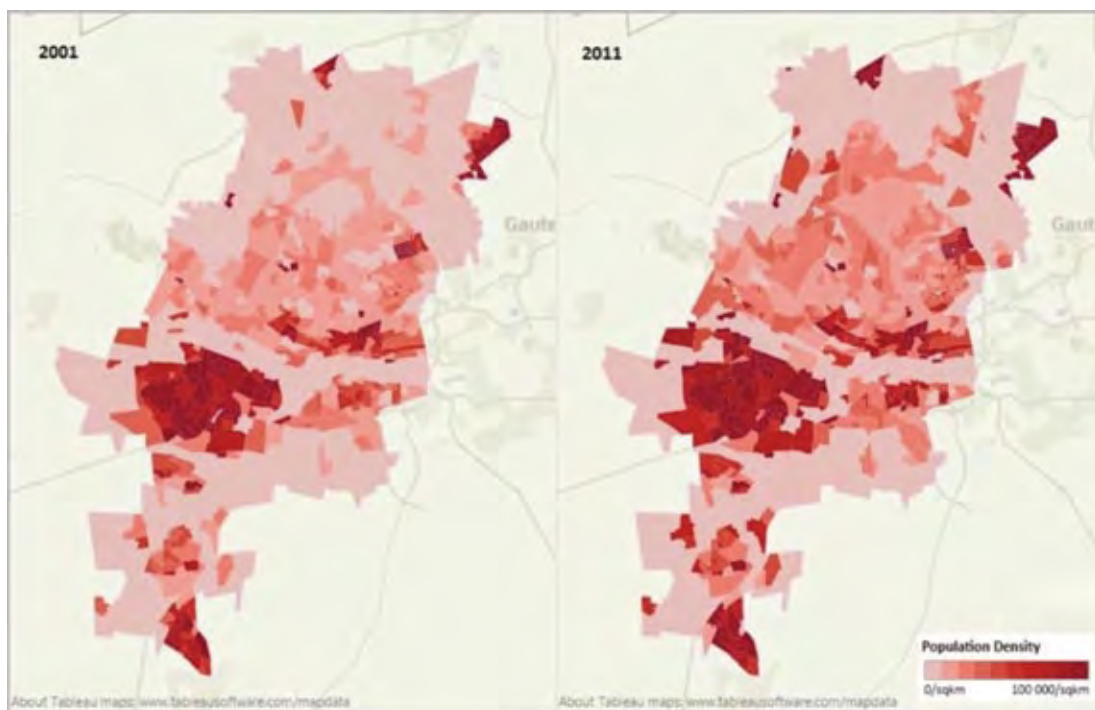 2001
2011
Gaute
Gaut
Population Density
0/sqkm
100 000/sqkm
About Tableau maps: www.tableausoftware.com/mapdata
About Tableau maps: www.tableausoftware.com/mapdata